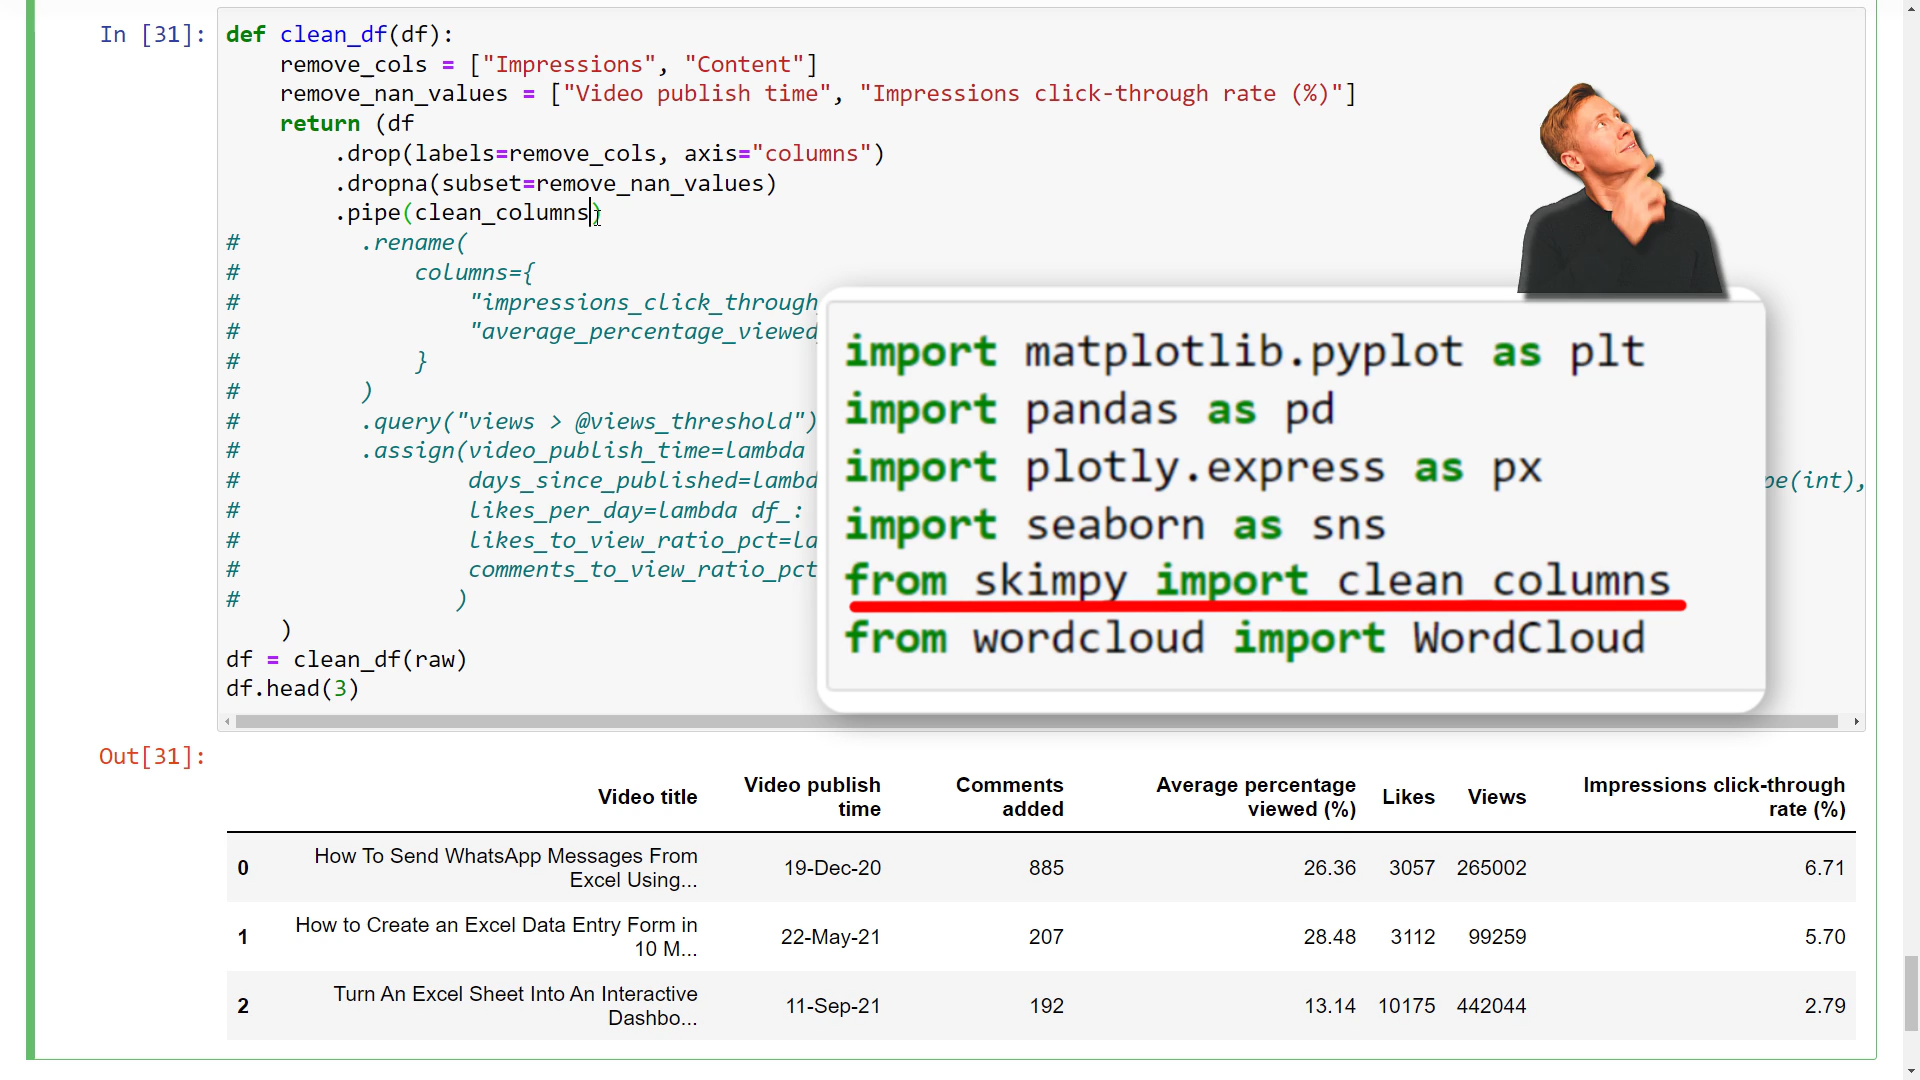 In [31]:
def clean_df(df):
    remove_cols = ["Impressions", "Content"]
    remove_nan_values = ["Video publish time", "Impressions click-through rate (%)"]
    return (df
        .drop(labels=remove_cols, axis="columns")
        .dropna(subset=remove_nan_values)
        .pipe(clean_columns)
#         .rename(
#             columns={
#                 "impressions_click_through
#                 "average_percentage_viewed
#             }
#         )
#         .query("views > @views_threshold")
#         .assign(video_publish_time=lambda
#                 days_since_published=lambd
pe(int),
#                 likes_per_day=lambda df_:
#                 likes_to_view_ratio_pct=la
#                 comments_to_view_ratio_pct
#                )
    )
df = clean_df(raw)
df.head(3)
import matplotlib.pyplot as plt
import pandas as pd
import plotly.express as px
import seaborn as sns
from skimpy import clean columns
from wordcloud import WordCloud
Out[31]:
Video title Video publish time Comments added Average percentage viewed (%) Likes Views Impressions click-through rate (%)
0 How To Send WhatsApp Messages From Excel Using... 19-Dec-20 885 26.36 3057 265002 6.71
1 How to Create an Excel Data Entry Form in 10 M... 22-May-21 207 28.48 3112 99259 5.70
2 Turn An Excel Sheet Into An Interactive Dashbo... 11-Sep-21 192 13.14 10175 442044 2.79